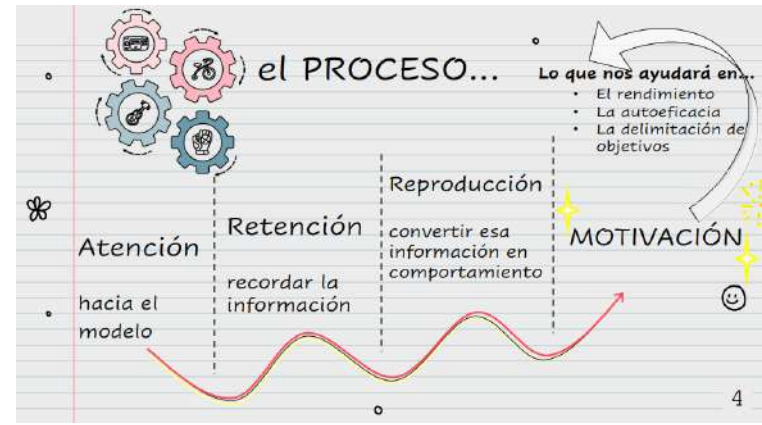 el PROCESO...
Lo que nos ayudará en...
• El rendimiento
• La autoeficacia
• La delimitación de
objetivos
Atención
hacia el
modelo
Retención
recordar la
información
Reproducción
convertir esa
información en
comportamiento
MOTIVACIÓN
4